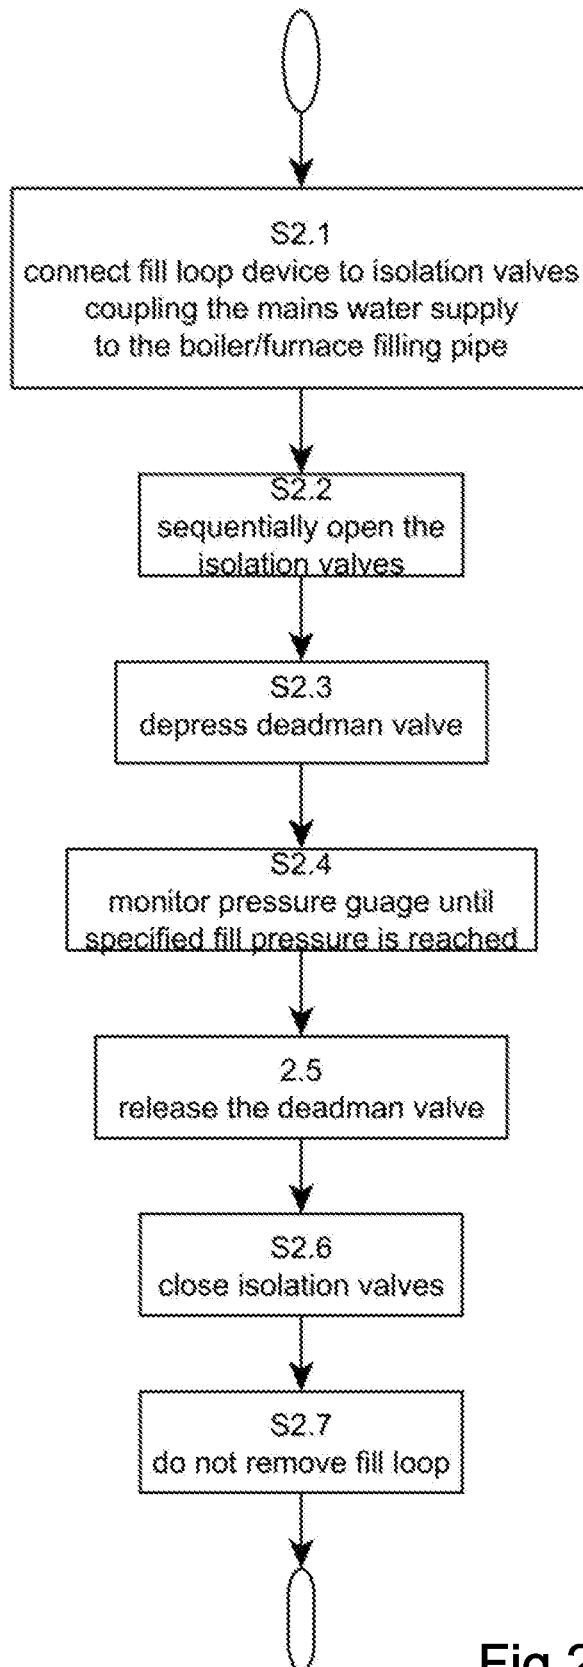 S2.1
connect fill loop device to isolation valves
coupling the mains water supply
to the boiler/furnace filling pipe
S2.2
sequentially open the
isolation valves
S2.3
depress deadman valve
S2.4
monitor pressure guage until
specified fill pressure is reached
2.5
release the deadman valve
S2.6
close isolation valves
S2.7
do not remove fill loop
Fig 2